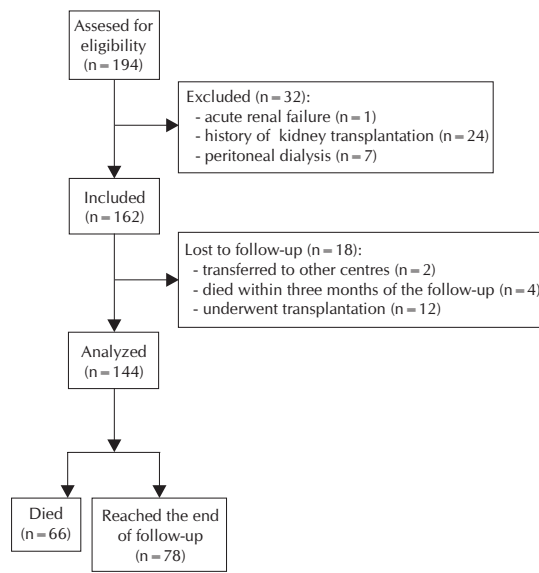 Assesed for
eligibility
(n = 194)
Excluded (n = 32):
- acute renal failure (n = 1)
- history of kidney transplantation (n = 24)
- peritoneal dialysis (n = 7)
Included
(n = 162)
Lost to follow-up (n = 18):
- transferred to other centres (n = 2)
- died within three months of the follow-up (n = 4)
- underwent transplantation (n = 12)
Analyzed
(n = 144)
Died
(n = 66)
Reached the end
of follow-up
(n = 78)